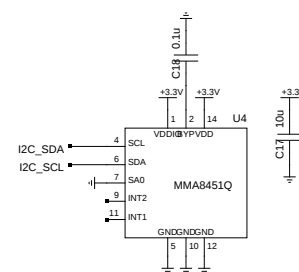 0.1u
C18
+3.3V +3.3V +3.3V
10u
C17
1 2 14 U4
VDDIO BYP VDD
I2C_SDA 4 SCL
I2C_SCL 6 SDA
7 SA0
MMA8451Q
9 INT2
11 INT1
GND GND GND
5 10 12